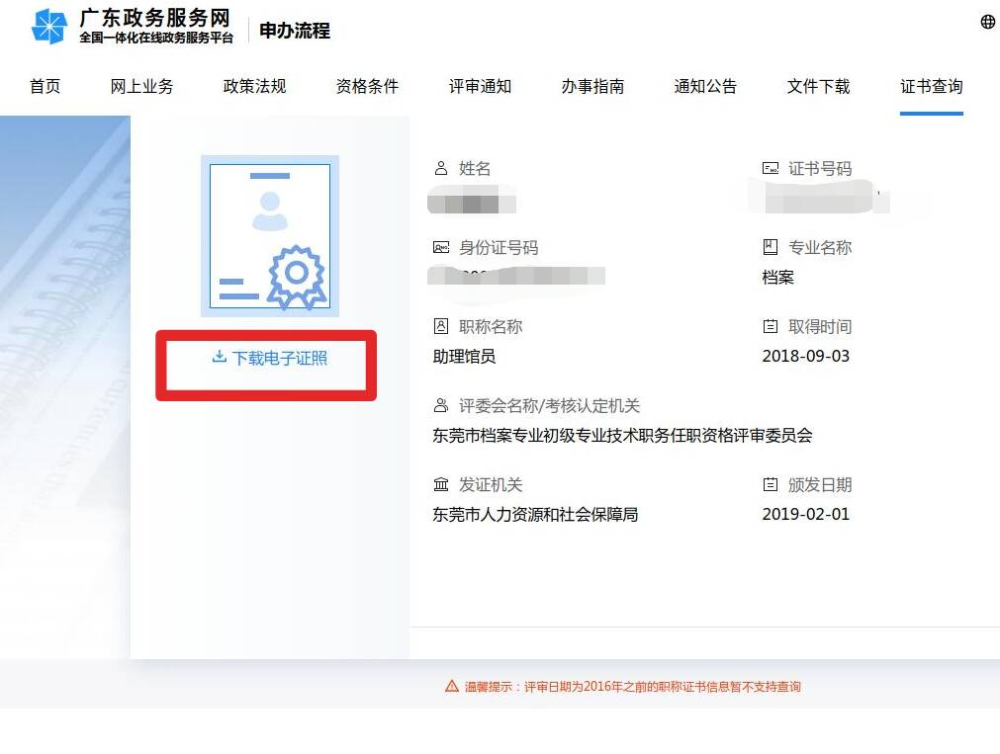 广东政务服务网
全国一体化在线政务服务平台
申办流程
首页 网上业务 政策法规 资格条件 评审通知 办事指南 通知公告 文件下载 证书查询
姓名 证书号码
身份证号码 专业名称
档案
下载电子证照
职称名称 取得时间
助理馆员 2018-09-03
评委会名称/考核认定机关
东莞市档案专业初级专业技术职务任职资格评审委员会
发证机关 颁发日期
东莞市人力资源和社会保障局 2019-02-01
温馨提示：评审日期为2016年之前的职称证书信息暂不支持查询